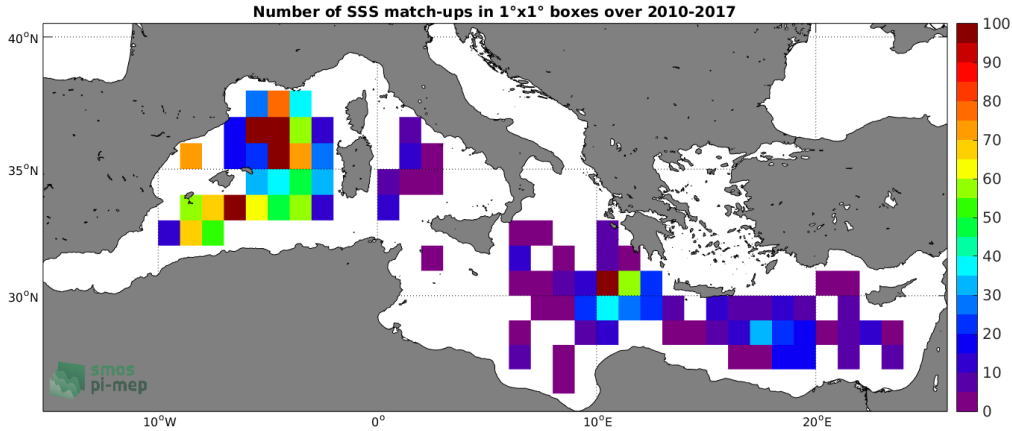 Number of SSS match-ups in 1°x1° boxes over 2010-2017
40°N
35°N
30°N
10°W
0°
10°E
20°E
100
90
80
70
60
50
40
30
20
10
0
smos
pi-mep